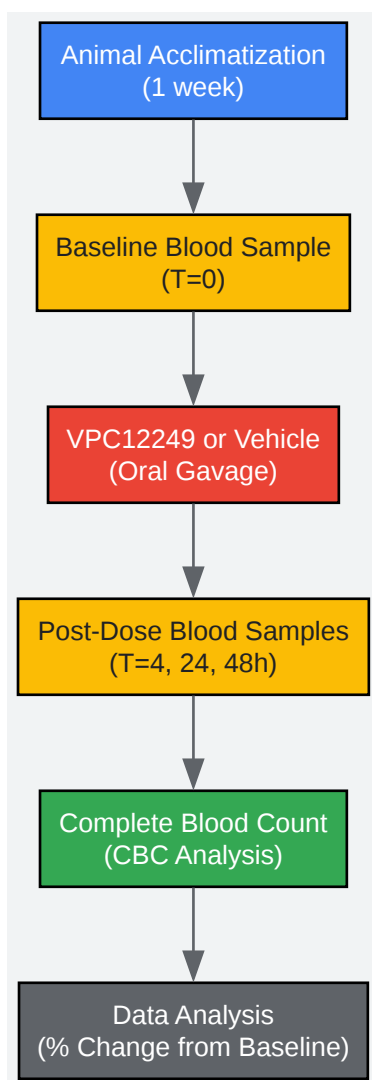 Animal Acclimatization
(1 week)
Baseline Blood Sample
(T=0)
VPC12249 or Vehicle
(Oral Gavage)
Post-Dose Blood Samples
(T=4, 24, 48h)
Complete Blood Count
(CBC Analysis)
Data Analysis
(% Change from Baseline)